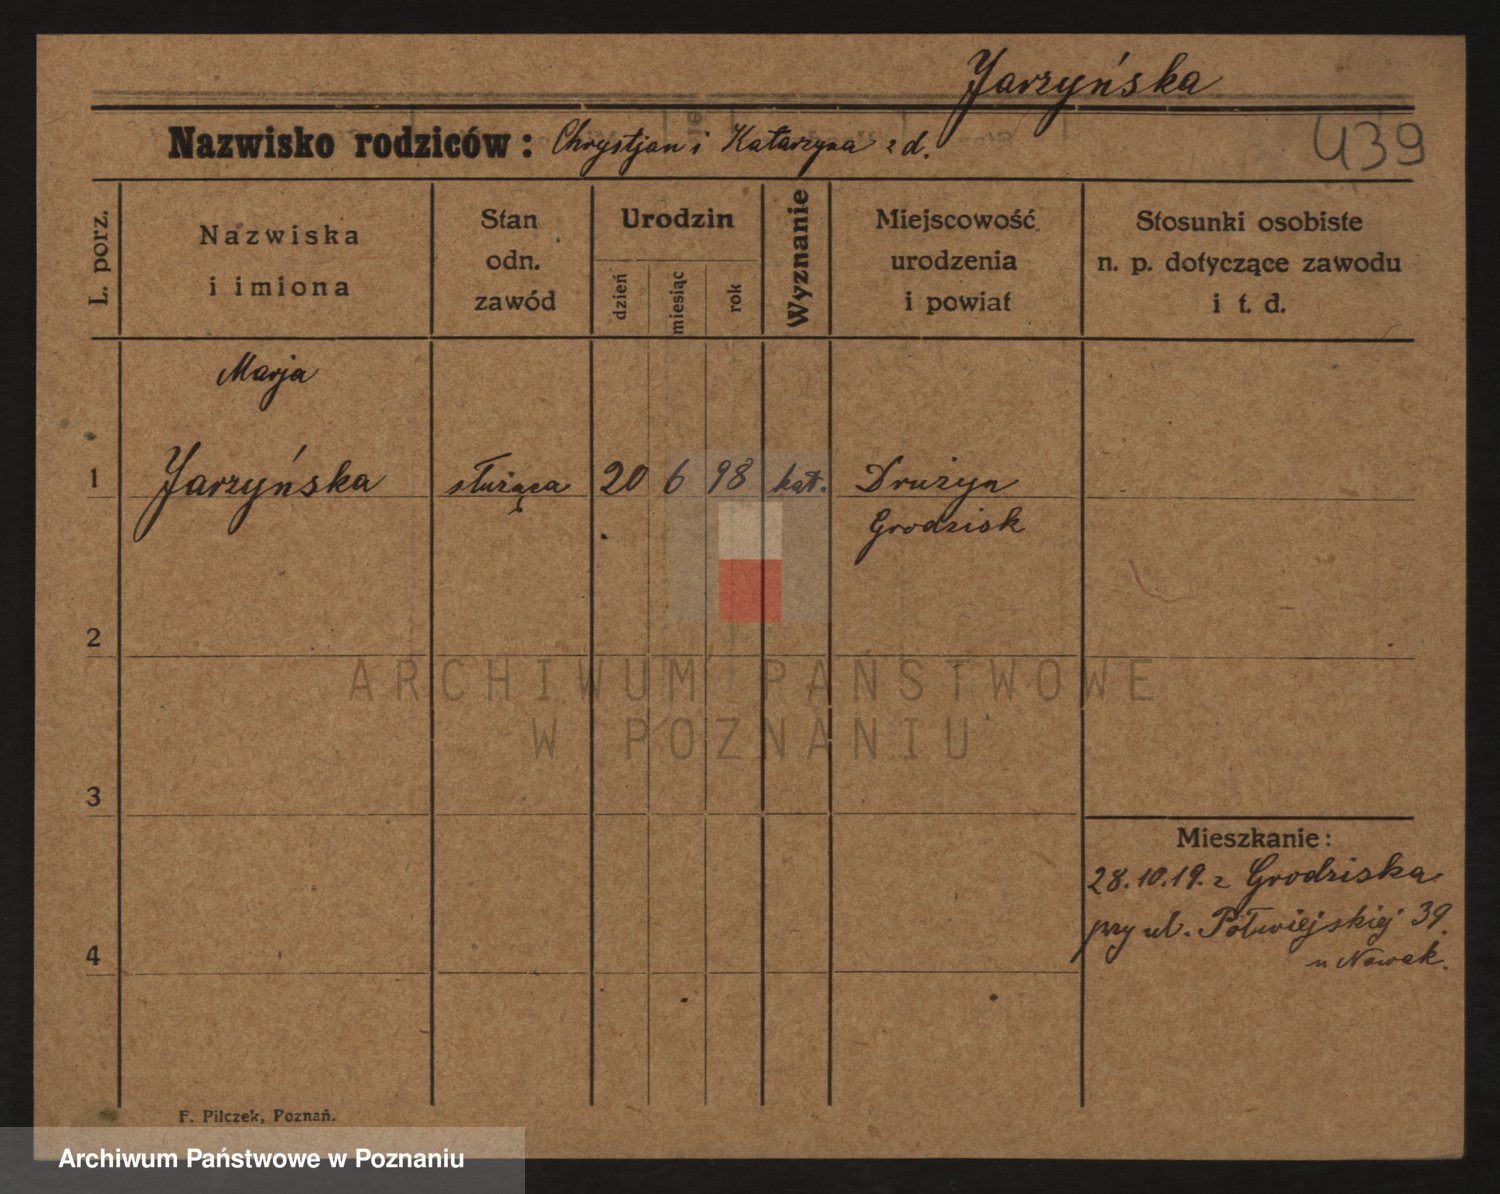 Jarzyńska
Nazwisko rodziców: Chrystjan i Katarzyna z d.
439
L. porz.
Nazwiska
i imiona
Stan
odn.
zawód
Urodzin
dzień
miesiąc
rok
Wyznanie
Miejscowość
urodzenia
i powiat
Stosunki osobiste
n. p. dotyczące zawodu
i t. d.
Marja
1 Jarzyńska służąca 20 6 98 kat. Drużyn
Grodzisk
2
ARCHIWUM PAŃSTWOWE
W POZNANIU
3
Mieszkanie:
28.10.19. z Grodziska
przy ul. Półwiejskiej 39.
u Nowak.
4
F. Pilczek, Poznań.
Archiwum Państwowe w Poznaniu